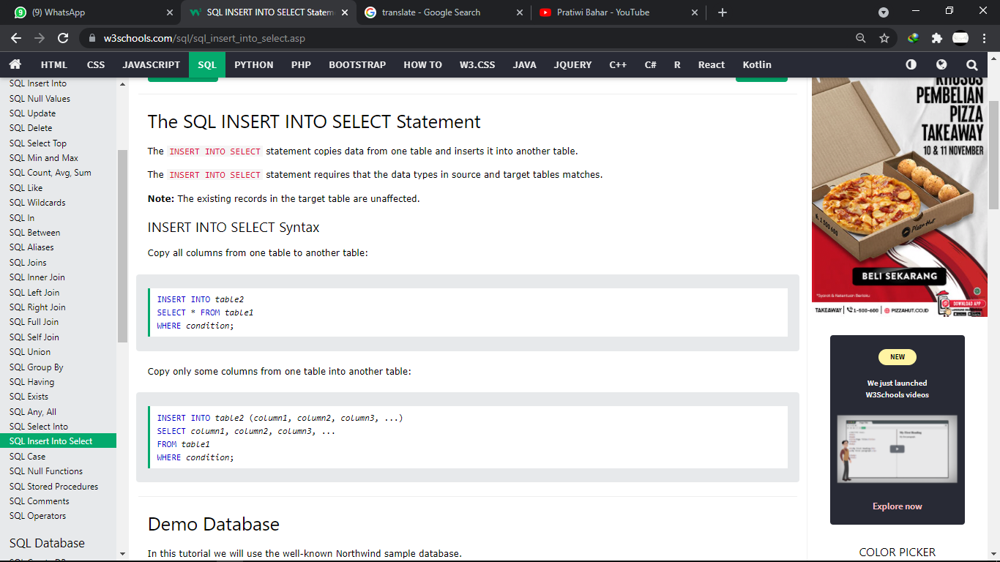 (9) WhatsApp
SQL INSERT INTO SELECT Statem
translate - Google Search
Pratiwi Bahar - YouTube
w3schools.com/sql/sql_insert_into_select.asp
HTML CSS JAVASCRIPT SQL PYTHON PHP BOOTSTRAP HOW TO W3.CSS JAVA JQUERY C++ C# R React Kotlin
SQL Insert Into
SQL Null Values
SQL Update
SQL Delete
SQL Select Top
SQL Min and Max
SQL Count, Avg, Sum
SQL Like
SQL Wildcards
SQL In
SQL Between
SQL Aliases
SQL Joins
SQL Inner Join
SQL Left Join
SQL Right Join
SQL Full Join
SQL Self Join
SQL Union
SQL Group By
SQL Having
SQL Exists
SQL Any, All
SQL Select Into
SQL Insert Into Select
SQL Case
SQL Null Functions
SQL Stored Procedures
SQL Comments
SQL Operators
SQL Database
The SQL INSERT INTO SELECT Statement
The INSERT INTO SELECT statement copies data from one table and inserts it into another table.
The INSERT INTO SELECT statement requires that the data types in source and target tables matches.
Note: The existing records in the target table are unaffected.
INSERT INTO SELECT Syntax
Copy all columns from one table to another table:
INSERT INTO table2
SELECT * FROM table1
WHERE condition;
Copy only some columns from one table into another table:
INSERT INTO table2 (column1, column2, column3, ...)
SELECT column1, column2, column3, ...
FROM table1
WHERE condition;
Demo Database
In this tutorial we will use the well-known Northwind sample database.
KHUSUS
PEMBELIAN
PIZZA
TAKEAWAY
10 & 11 NOVEMBER
1 500 600
Pizza Hut
BELI SEKARANG
*Syarat & Ketentuan Berlaku
DOWNLOAD APP
TAKEAWAY 1-500-600 PIZZAHUT.CO.ID
NEW
We just launched
W3Schools videos
Explore now
COLOR PICKER